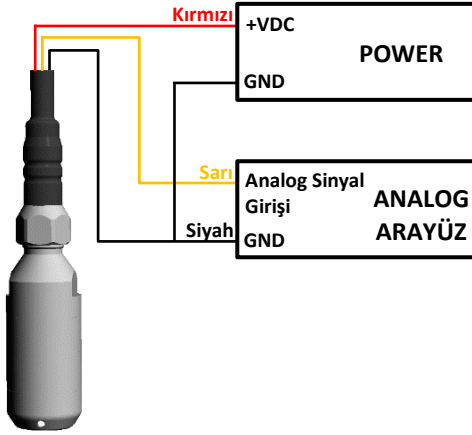 Kırmızı
+VDC
POWER
GND
Sarı
Analog Sinyal
Girişi
ANALOG
ARAYÜZ
Siyah
GND